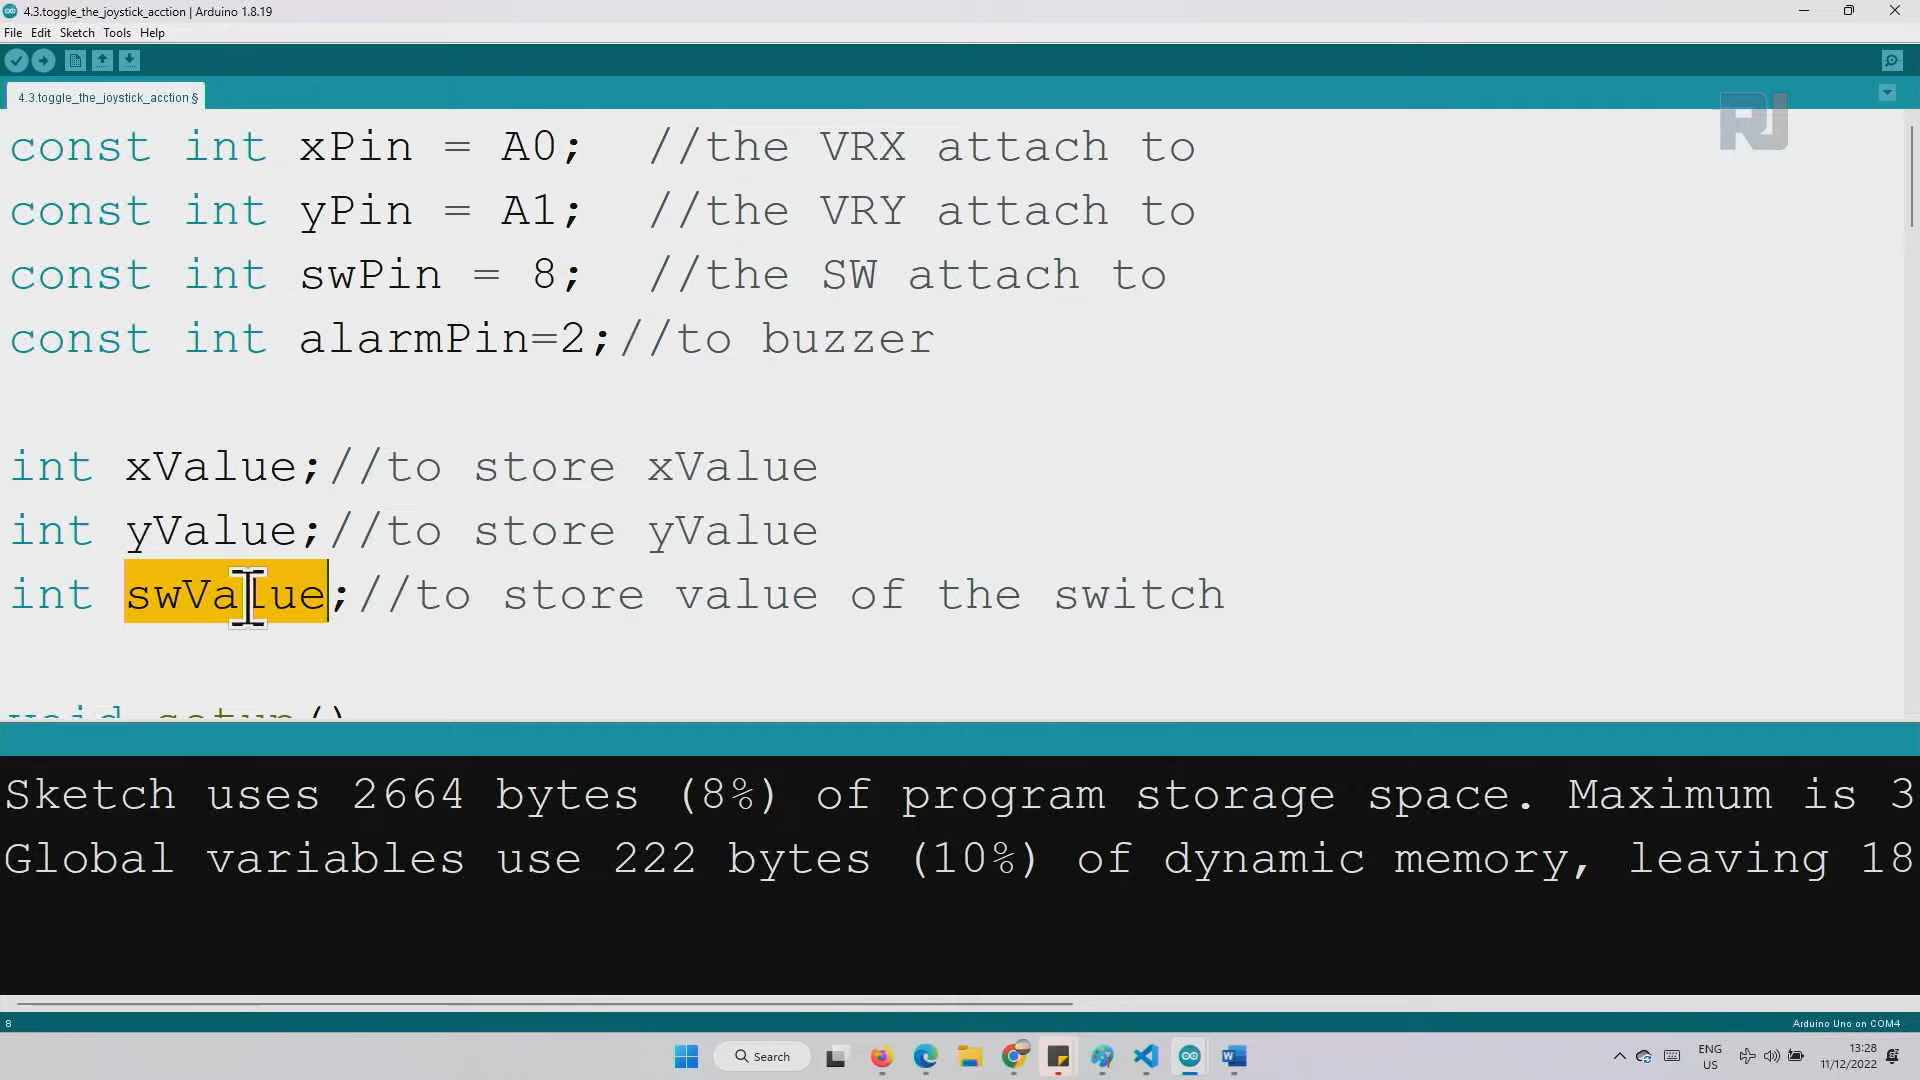 4.3.toggle_the_joystick_acction | Arduino 1.8.19
File Edit Sketch Tools Help
4.3.toggle_the_joystick_acction §
RJ
const int xPin = A0;  //the VRX attach to
const int yPin = A1;  //the VRY attach to
const int swPin = 8;  //the SW attach to
const int alarmPin=2;//to buzzer
int xValue;//to store xValue
int yValue;//to store yValue
int swValue;//to store value of the switch
void setup()
Sketch uses 2664 bytes (8%) of program storage space. Maximum is 3
Global variables use 222 bytes (10%) of dynamic memory, leaving 18
8
Arduino Uno on COM4
Search
ENG
US
13:28
11/12/2022